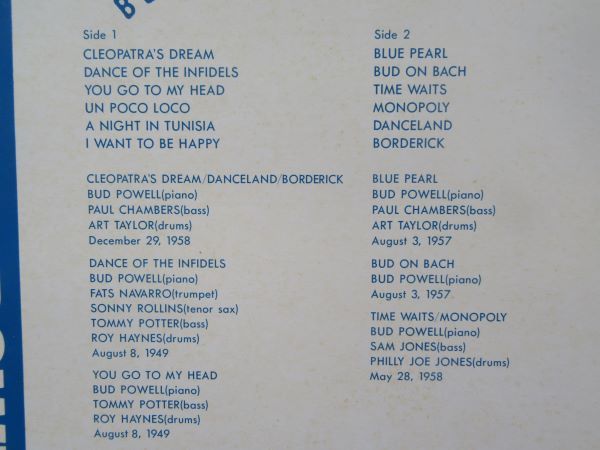 Side 1
CLEOPATRA'S DREAM
DANCE OF THE INFIDELS
YOU GO TO MY HEAD
UN POCO LOCO
A NIGHT IN TUNISIA
I WANT TO BE HAPPY
Side 2
BLUE PEARL
BUD ON BACH
TIME WAITS
MONOPOLY
DANCELAND
BORDERICK
CLEOPATRA'S DREAM/DANCELAND/BORDERICK
BUD POWELL(piano)
PAUL CHAMBERS(bass)
ART TAYLOR(drums)
December 29, 1958
DANCE OF THE INFIDELS
BUD POWELL(piano)
FATS NAVARRO(trumpet)
SONNY ROLLINS(tenor sax)
TOMMY POTTER(bass)
ROY HAYNES(drums)
August 8, 1949
YOU GO TO MY HEAD
BUD POWELL(piano)
TOMMY POTTER(bass)
ROY HAYNES(drums)
August 8, 1949
BLUE PEARL
BUD POWELL(piano)
PAUL CHAMBERS(bass)
ART TAYLOR(drums)
August 3, 1957
BUD ON BACH
BUD POWELL(piano)
August 3, 1957
TIME WAITS/MONOPOLY
BUD POWELL(piano)
SAM JONES(bass)
PHILLY JOE JONES(drums)
May 28, 1958